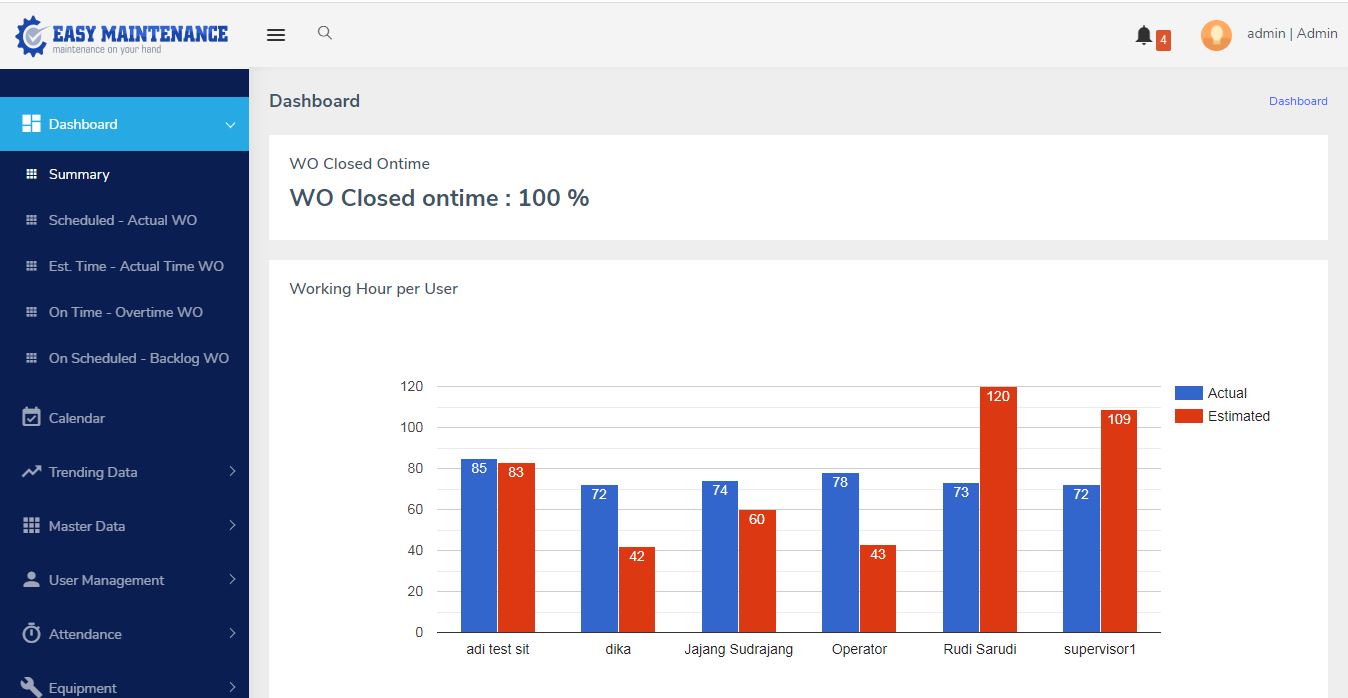 EASY MAINTENANCE
maintenance on your hand
4
admin | Admin
Dashboard
Summary
Scheduled - Actual WO
Est. Time - Actual Time WO
On Time - Overtime WO
On Scheduled - Backlog WO
Calendar
Trending Data
Master Data
User Management
Attendance
Equipment
Dashboard
Dashboard
WO Closed Ontime
WO Closed ontime : 100 %
Working Hour per User
120
100
80
60
40
20
0
85
83
72
42
74
60
78
43
73
120
72
109
adi test sit
dika
Jajang Sudrajang
Operator
Rudi Sarudi
supervisor1
Actual
Estimated